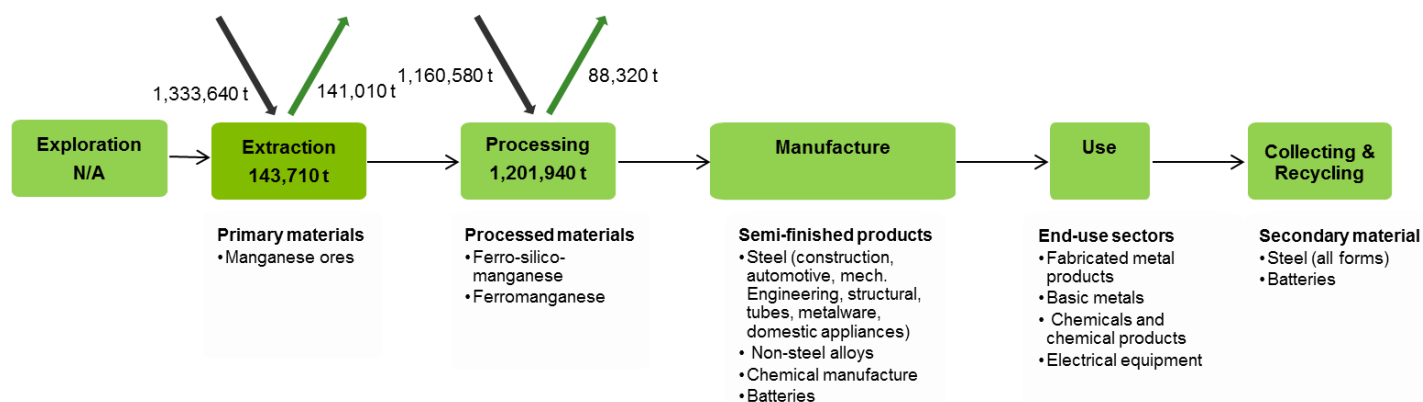 1,333,640 t
141,010 t
1,160,580 t
88,320 t
Exploration
N/A
Extraction
143,710 t
Processing
1,201,940 t
Manufacture
Use
Collecting &
Recycling
Primary materials
•Manganese ores
Processed materials
•Ferro-silico-
manganese
•Ferromanganese
Semi-finished products
•Steel (construction,
automotive, mech.
Engineering, structural,
tubes, metalware,
domestic appliances)
• Non-steel alloys
•Chemical manufacture
•Batteries
End-use sectors
•Fabricated metal
products
•Basic metals
• Chemicals and
chemical products
•Electrical equipment
Secondary material
•Steel (all forms)
•Batteries